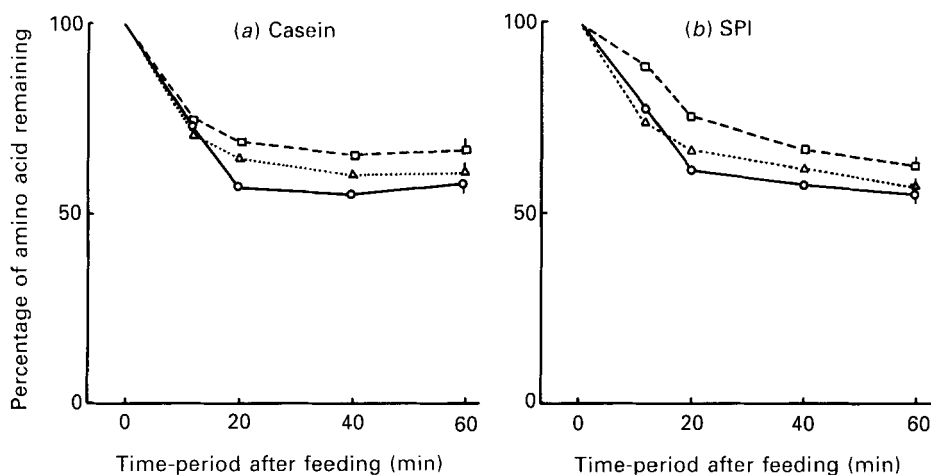 Percentage of amino acid remaining
(a) Casein
100
50
0
0 20 40 60
Time-period after feeding (min)
(b) SPI
100
50
0
0 20 40 60
Time-period after feeding (min)